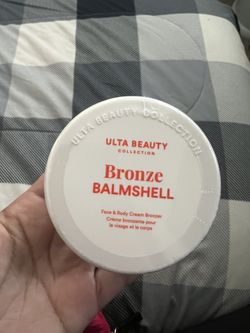 ULTA BEAUTY COLLECTION
ULTA BEAUTY
COLLECTION
Bronze
BALMSHELL
Face & Body Cream Bronzer
Crème bronzante pour
le visage et le corps